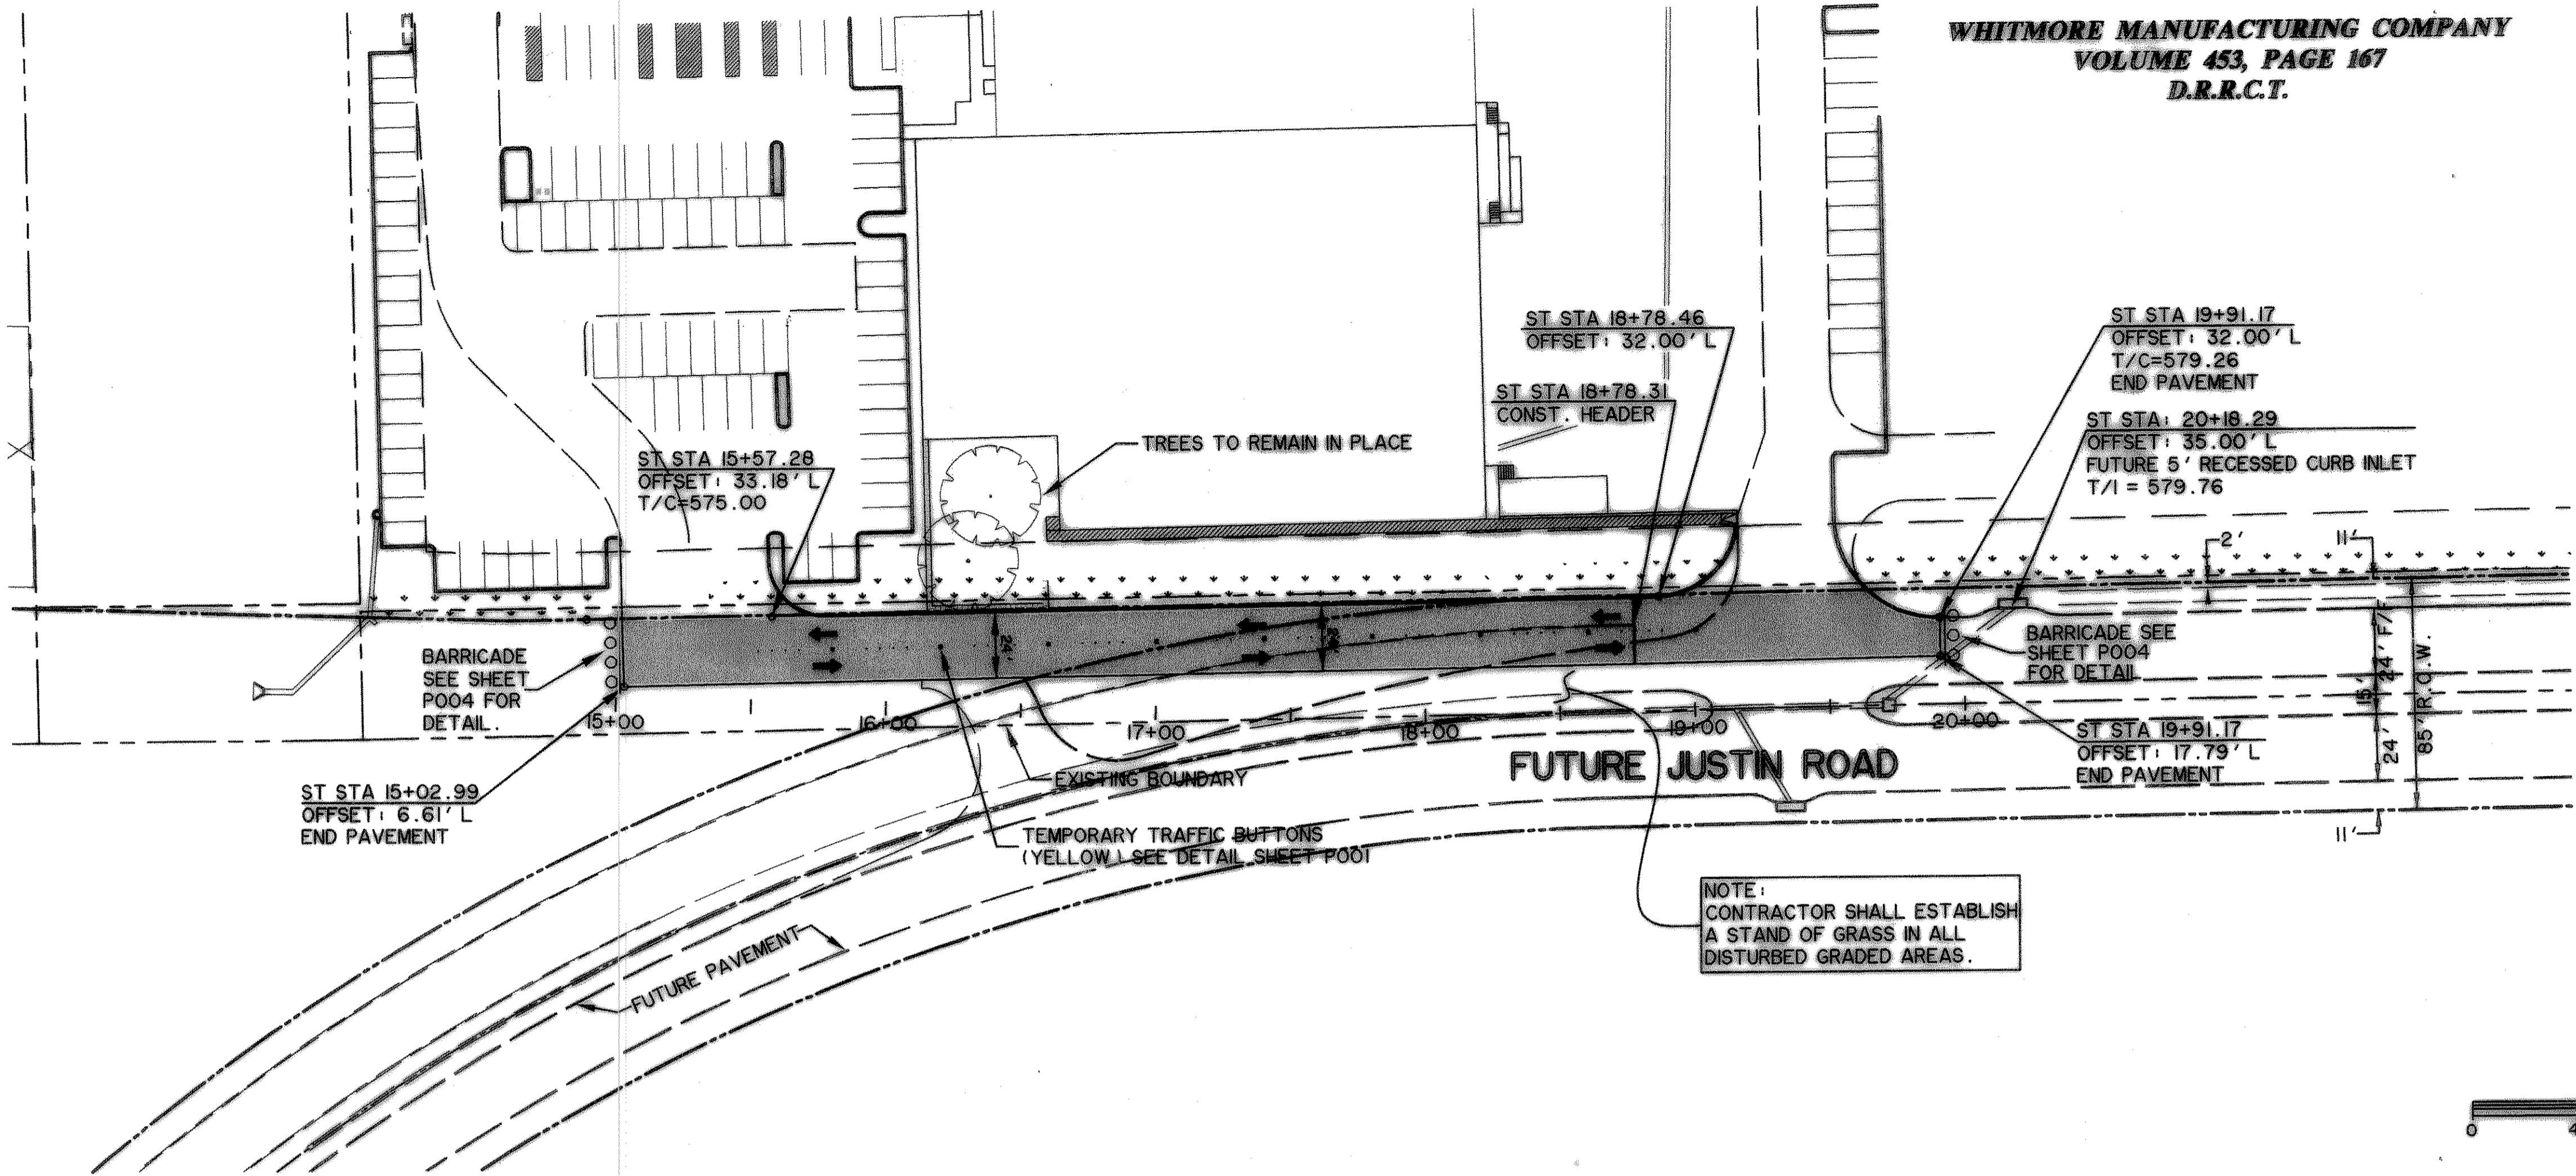 WHITMORE MANUFACTURING COMPANY
VOLUME 453, PAGE 167
D.R.R.C.T.
ST STA 18+78.46
OFFSET: 32.00' L
ST STA 18+78.31
CONST. HEADER
ST STA 19+91.17
OFFSET: 32.00' L
T/C=579.26
END PAVEMENT
ST STA: 20+18.29
OFFSET: 35.00' L
FUTURE 5' RECESSED CURB INLET
T/I = 579.76
TREES TO REMAIN IN PLACE
ST STA 15+57.28
OFFSET: 33.18' L
T/C=575.00
2'
11'
24'
24'
BARRICADE
SEE SHEET
P004 FOR
DETAIL.
BARRICADE SEE
SHEET P004
FOR DETAIL
24' F/F
15'
24'
85' R.O.W.
11'
15+00
16+00
17+00
18+00
19+00
20+00
ST STA 19+91.17
OFFSET: 17.79' L
END PAVEMENT
FUTURE JUSTIN ROAD
EXISTING BOUNDARY
ST STA 15+02.99
OFFSET: 6.61' L
END PAVEMENT
TEMPORARY TRAFFIC BUTTONS
(YELLOW) SEE DETAIL SHEET P001
NOTE:
CONTRACTOR SHALL ESTABLISH
A STAND OF GRASS IN ALL
DISTURBED GRADED AREAS.
FUTURE PAVEMENT
0
4